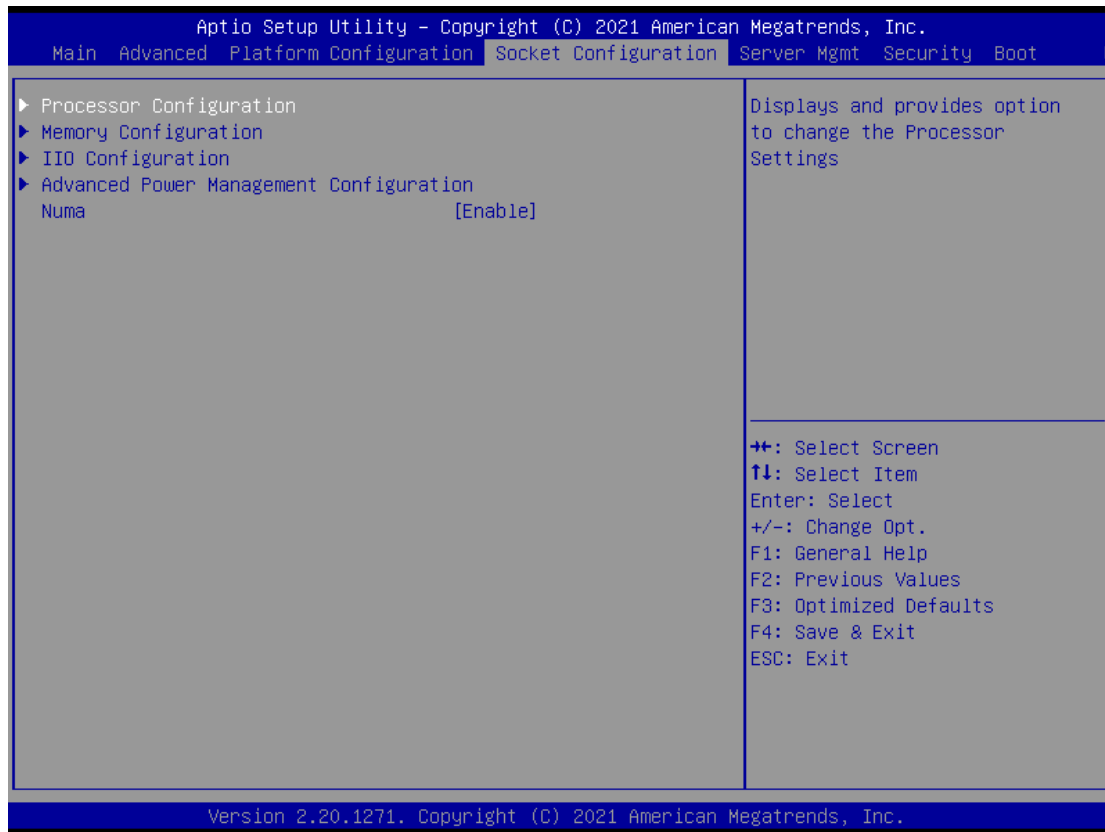 Aptio Setup Utility – Copyright (C) 2021 American Megatrends, Inc.
Main Advanced Platform Configuration Socket Configuration Server Mgmt Security Boot
▶ Processor Configuration
▶ Memory Configuration
▶ IIO Configuration
▶ Advanced Power Management Configuration
Numa [Enable]
Displays and provides option
to change the Processor
Settings
→←: Select Screen
↑↓: Select Item
Enter: Select
+/-: Change Opt.
F1: General Help
F2: Previous Values
F3: Optimized Defaults
F4: Save & Exit
ESC: Exit
Version 2.20.1271. Copyright (C) 2021 American Megatrends, Inc.